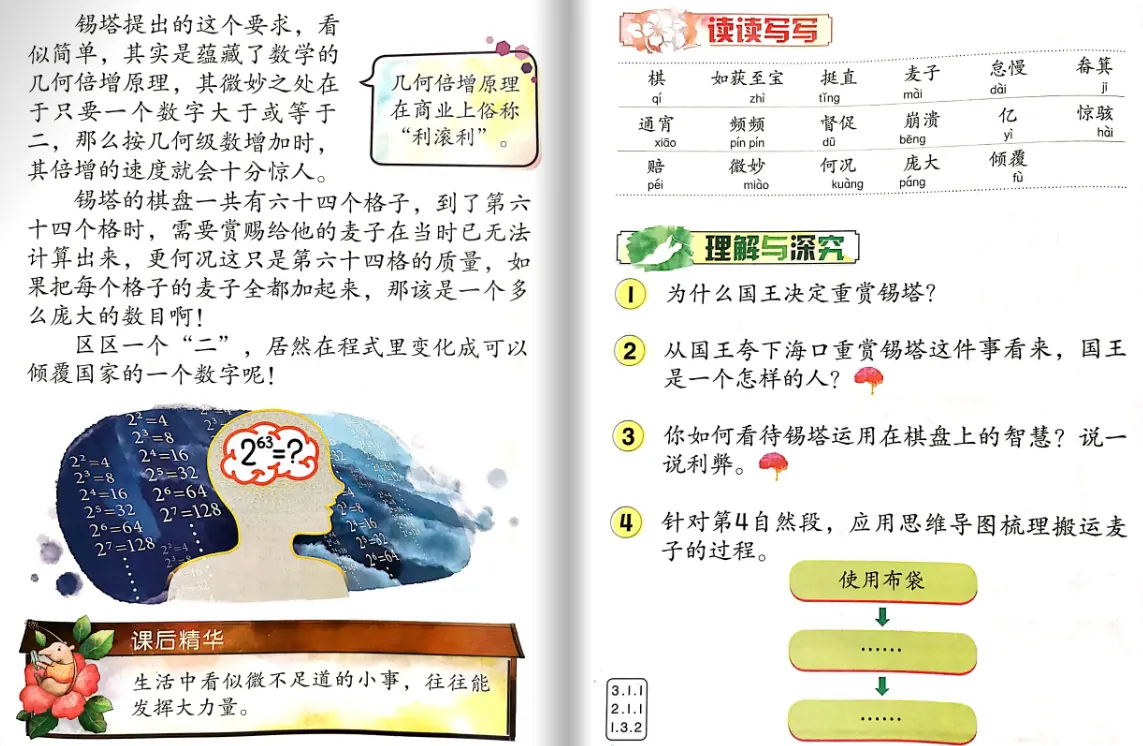 锡塔提出的这个要求，看
似简单，其实是蕴藏了数学的
几何倍增原理，其微妙之处在
于只要一个数字大于或等于
二，那么按几何级数增加时，
其倍增的速度就会十分惊人。
几何倍增原理
在商业上俗称
“利滚利”。
锡塔的棋盘一共有六十四个格子，到了第六
十四个格时，需要赏赐给他的麦子在当时已无法
计算出来，更何况这只是第六十四格的质量，如
果把每个格子的麦子全都加起来，那该是一个多
么庞大的数目啊！
区区一个“二”，居然在程式里变化成可以
倾覆国家的一个数字呢！
2²=4
2³=8
2⁴=16
2⁵=32
2⁶=64
2⁷=128
2²=4
2³=8
2⁴=16
2⁵=32
2⁶=64
2⁷=128
2⁶³=?
课后精华
生活中看似微不足道的小事，往往能
发挥大力量。
读读写写
棋 如获至宝 挺直 麦子 怠慢 畚箕
qí zhì tǐng mài dài jī
通宵 频频 督促 崩溃 亿 惊骇
xiāo pín pín dū bēng yì hài
赔 微妙 何况 庞大 倾覆
péi miào kuàng páng fù
理解与深究
1 为什么国王决定重赏锡塔？
2 从国王夸下海口重赏锡塔这件事看来，国王
是一个怎样的人？
3 你如何看待锡塔运用在棋盘上的智慧？说一
说利弊。
4 针对第4自然段，应用思维导图梳理搬运麦
子的过程。
使用布袋
……
……
3.1.1
2.1.1
1.3.2